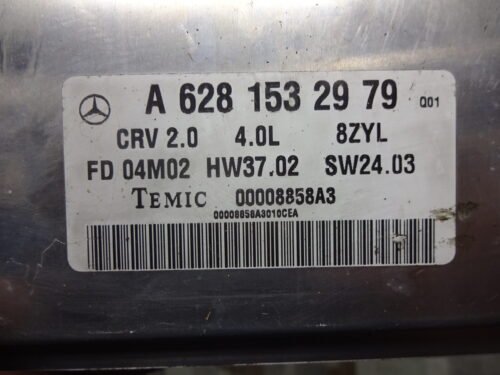 A 628 153 29 79 Q01
CRV 2.0 4.0L 8ZYL
FD 04M02 HW37.02 SW24.03
TEMIC 00008858A3
00008858A3010CEA